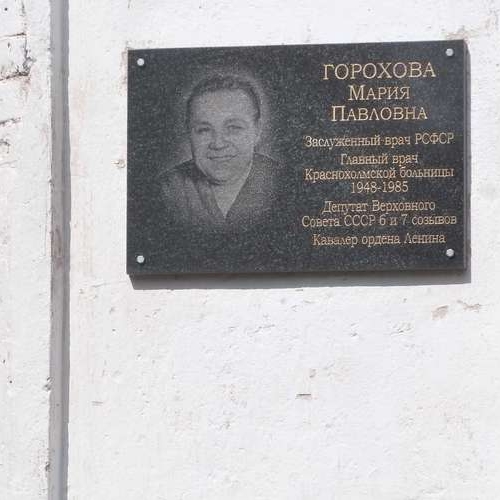 ГОРОХОВА
МАРИЯ
ПАВЛОВНА
Заслуженный врач РСФСР
Главный врач
Краснохолмской больницы
1948-1985
Депутат Верховного
Совета СССР 6 и 7 созывов
Кавалер ордена Ленина